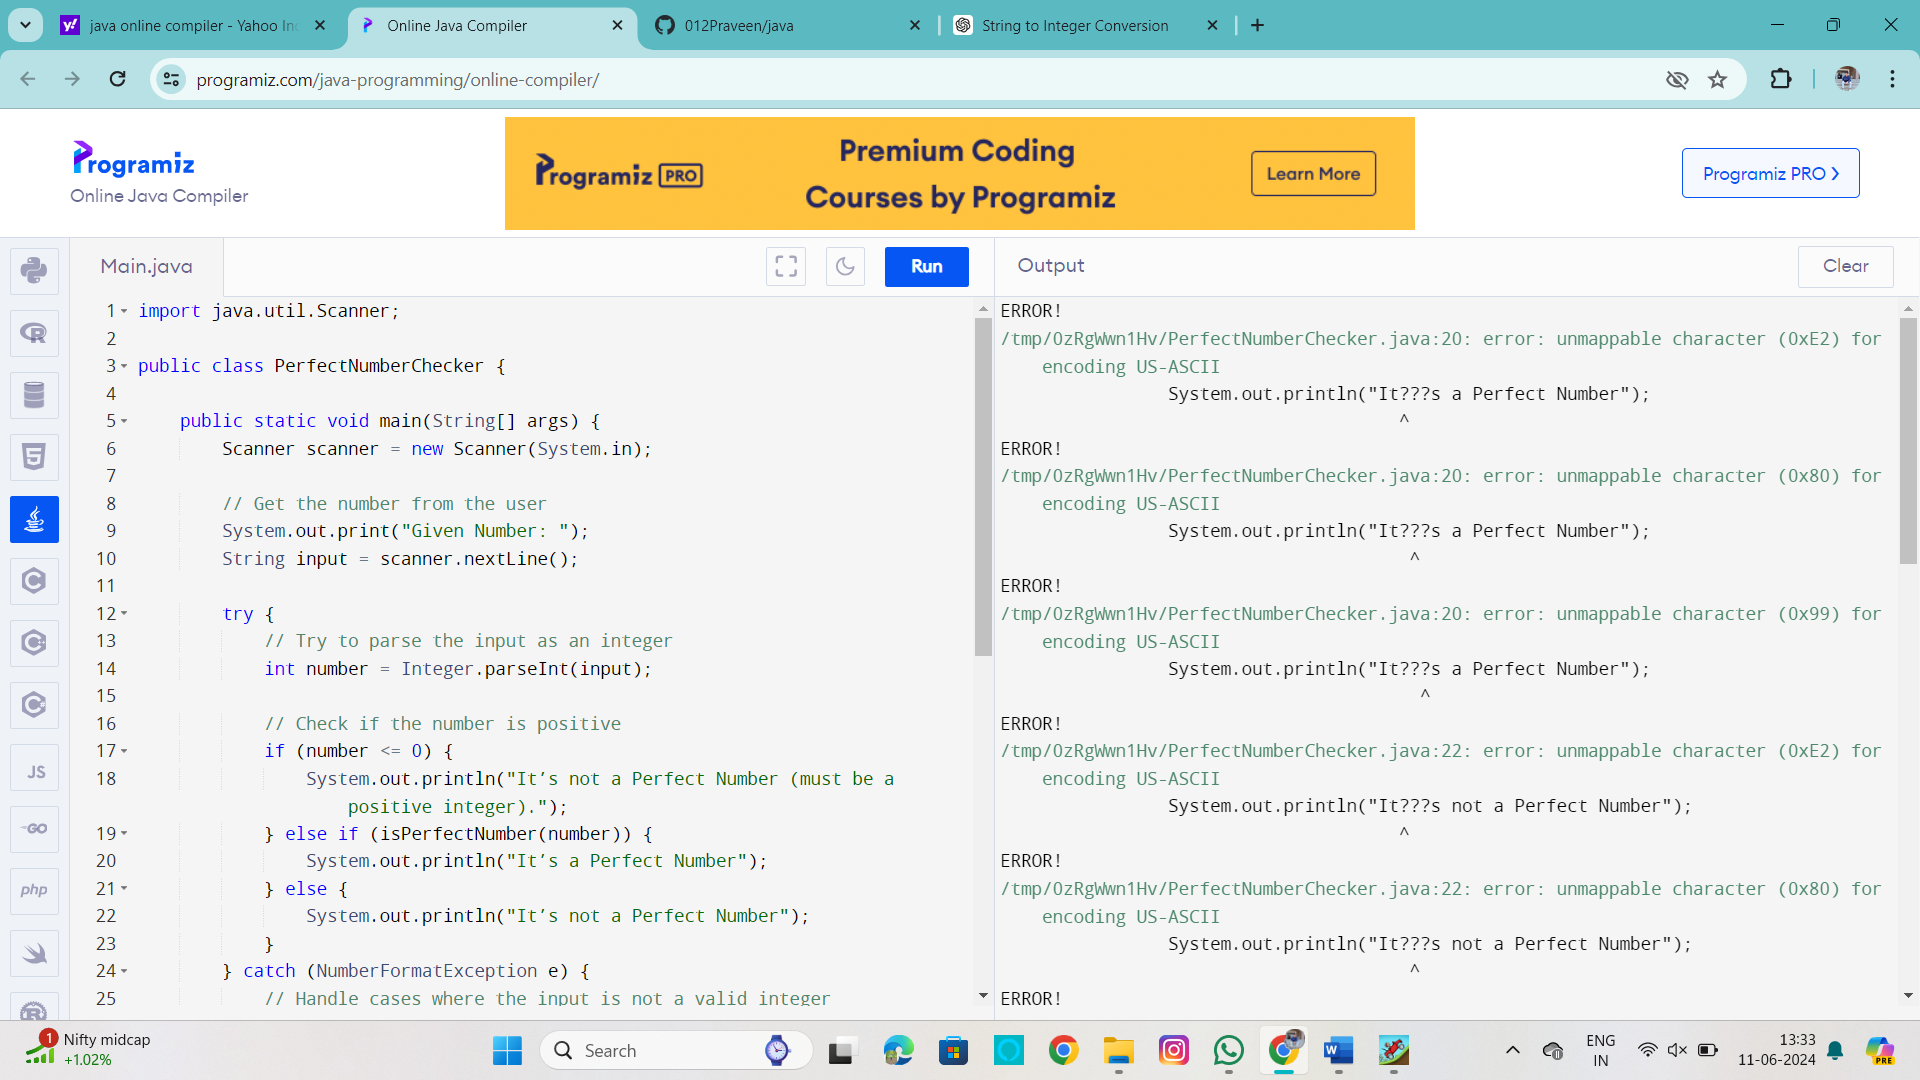 java online compiler - Yahoo In
Online Java Compiler
012Praveen/java
String to Integer Conversion
programiz.com/java-programming/online-compiler/
Programiz
Online Java Compiler
Programiz PRO
Premium Coding
Courses by Programiz
Learn More
Programiz PRO
Main.java
Run
Output
Clear
1 import java.util.Scanner;
2
3 public class PerfectNumberChecker {
4
5 public static void main(String[] args) {
6 Scanner scanner = new Scanner(System.in);
7
8 // Get the number from the user
9 System.out.print("Given Number: ");
10 String input = scanner.nextLine();
11
12 try {
13 // Try to parse the input as an integer
14 int number = Integer.parseInt(input);
15
16 // Check if the number is positive
17 if (number <= 0) {
18 System.out.println("It’s not a Perfect Number (must be a
positive integer).");
19 } else if (isPerfectNumber(number)) {
20 System.out.println("It’s a Perfect Number");
21 } else {
22 System.out.println("It’s not a Perfect Number");
23 }
24 } catch (NumberFormatException e) {
25 // Handle cases where the input is not a valid integer
ERROR!
/tmp/0zRgWwn1Hv/PerfectNumberChecker.java:20: error: unmappable character (0xE2) for
encoding US-ASCII
System.out.println("It???s a Perfect Number");
^
ERROR!
/tmp/0zRgWwn1Hv/PerfectNumberChecker.java:20: error: unmappable character (0x80) for
encoding US-ASCII
System.out.println("It???s a Perfect Number");
^
ERROR!
/tmp/0zRgWwn1Hv/PerfectNumberChecker.java:20: error: unmappable character (0x99) for
encoding US-ASCII
System.out.println("It???s a Perfect Number");
^
ERROR!
/tmp/0zRgWwn1Hv/PerfectNumberChecker.java:22: error: unmappable character (0xE2) for
encoding US-ASCII
System.out.println("It???s not a Perfect Number");
^
ERROR!
/tmp/0zRgWwn1Hv/PerfectNumberChecker.java:22: error: unmappable character (0x80) for
encoding US-ASCII
System.out.println("It???s not a Perfect Number");
^
ERROR!
JS
GO
php
1
Nifty midcap
+1.02%
Search
ENG
IN
13:33
11-06-2024
PRE